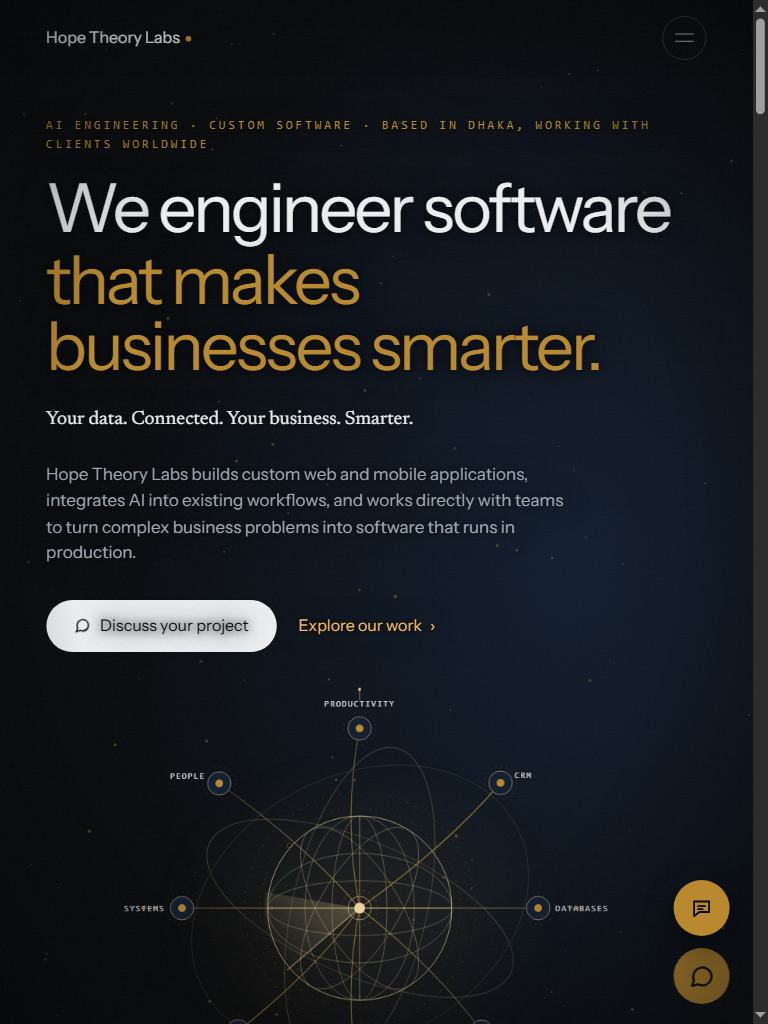 Hope Theory Labs
AI ENGINEERING · CUSTOM SOFTWARE · BASED IN DHAKA, WORKING WITH
CLIENTS WORLDWIDE
We engineer software
that makes
businesses smarter.
Your data. Connected. Your business. Smarter.
Hope Theory Labs builds custom web and mobile applications,
integrates AI into existing workflows, and works directly with teams
to turn complex business problems into software that runs in
production.
Discuss your project
Explore our work ›
PRODUCTIVITY
PEOPLE
CRM
SYSTEMS
DATABASES